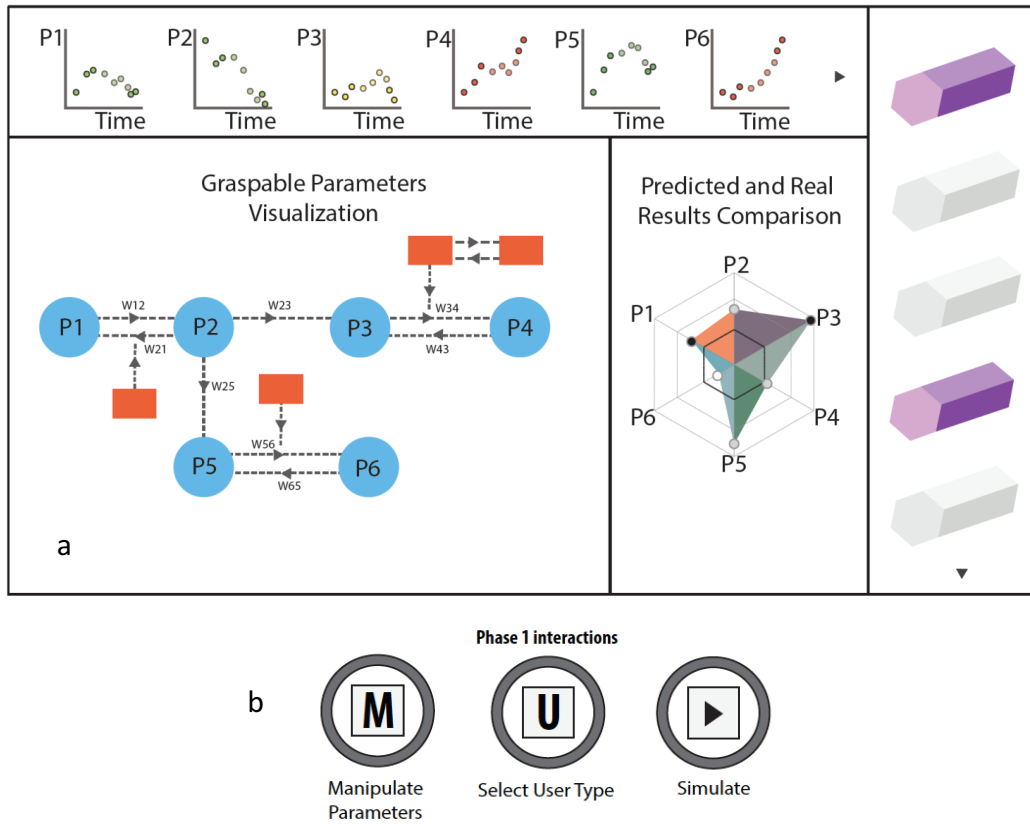 P1 P2 P3 P4 P5 P6
Time Time Time Time Time Time
Graspable Parameters
Visualization
W12 W23 W34
P1 P2 P3 P4
W21 W43
W25
W56
P5 P6
W65
a
Predicted and Real
Results Comparison
P2
P1 P3
P6 P4
P5
Phase 1 interactions
b
M U
Manipulate
Parameters
Select User Type
Simulate